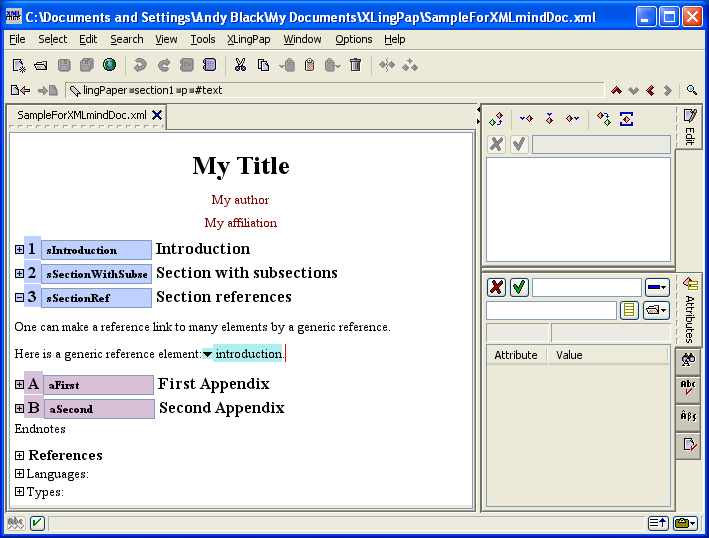 C:\Documents and Settings\Andy Black\My Documents\XLingPap\SampleForXMLmindDoc.xml
File Select Edit Search View Tools XLingPap Window Options Help
lingPaper section1 p #text
SampleForXMLmindDoc.xml
Edit
My Title
My author
My affiliation
1 sIntroduction Introduction
2 sSectionWithSubse Section with subsections
3 sSectionRef Section references
One can make a reference link to many elements by a generic reference.
Here is a generic reference element: introduction.
A aFirst First Appendix
B aSecond Second Appendix
Endnotes
References
Languages:
Types:
Attributes
Attribute Value
Abc
Âβς
abc